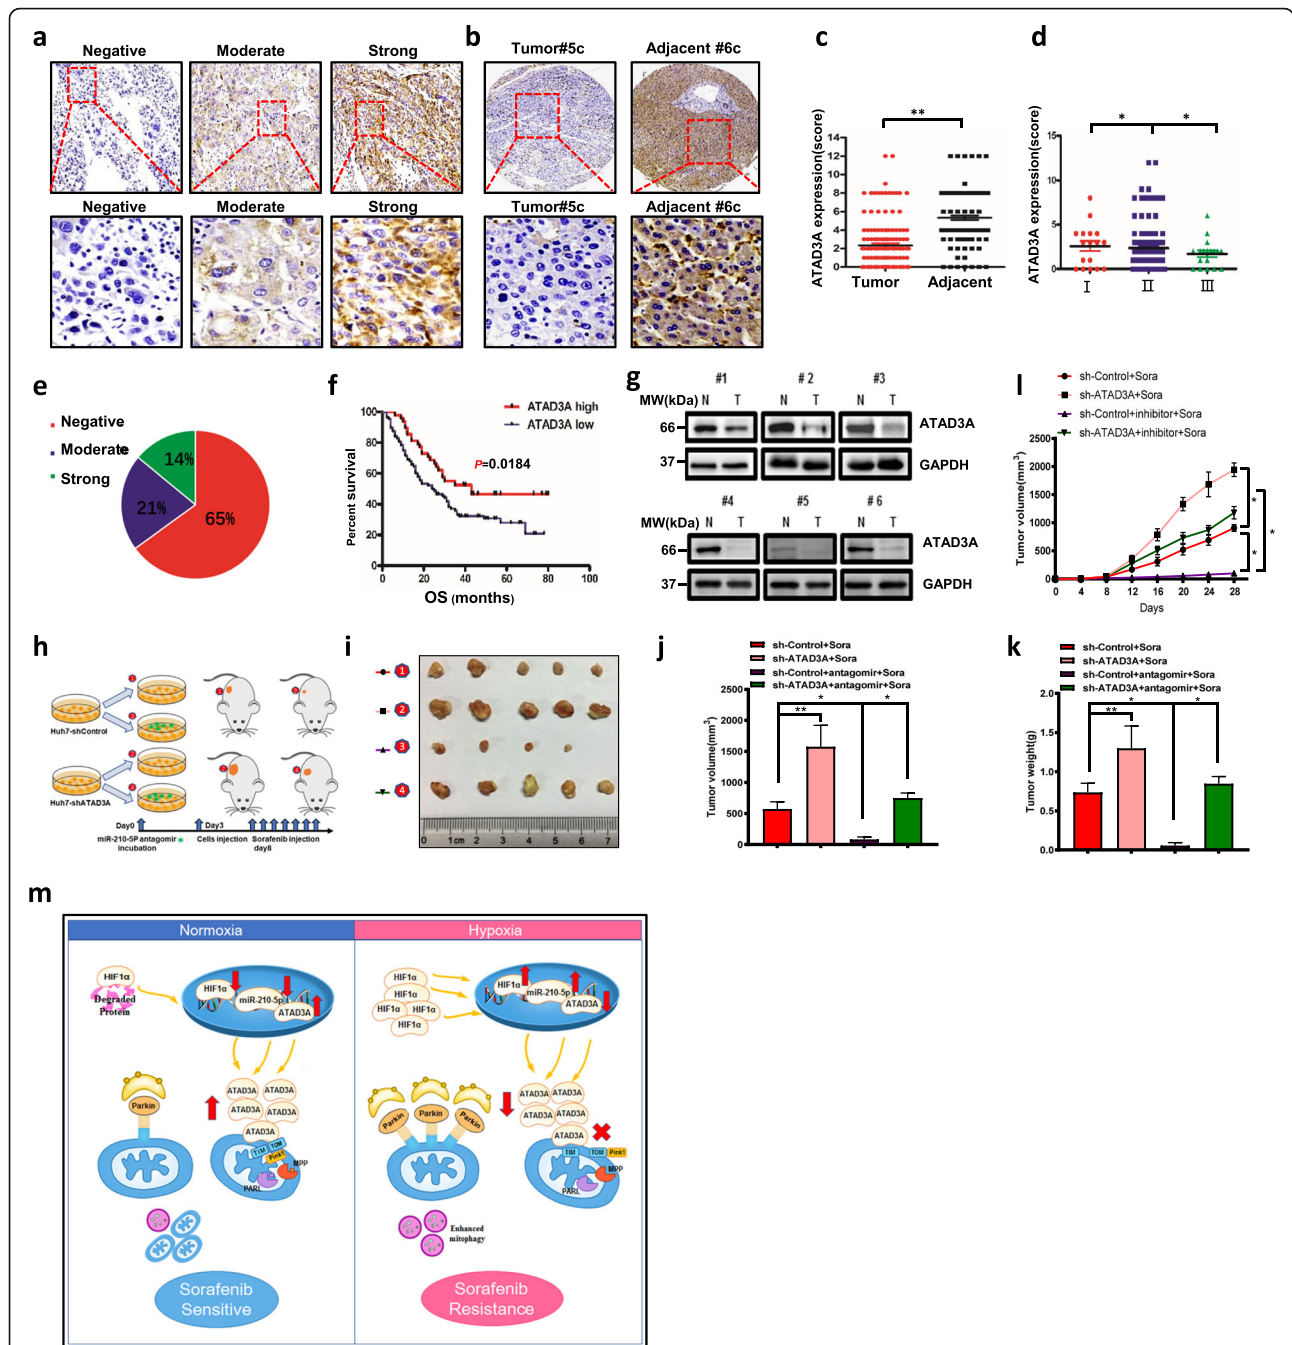 a
Negative
Moderate
Strong
Negative
Moderate
Strong
b
Tumor#5c
Adjacent #6c
Tumor#5c
Adjacent #6c
c
**
ATAD3A expression(score)
14
12
10
8
6
4
2
0
Tumor
Adjacent
d
*
*
ATAD3A expression(score)
15
10
5
0
I
II
III
e
Negative
Moderate
Strong
14%
21%
65%
f
ATAD3A high
ATAD3A low
P=0.0184
Percent survival
100
80
60
40
20
0
20
40
60
80
100
OS (months)
g
#1
# 2
#3
N T
N T
N T
MW(kDa)
66
37
ATAD3A
GAPDH
#4
#5
# 6
N T
N T
N T
MW(kDa)
66
37
ATAD3A
GAPDH
l
sh-Control+Sora
sh-ATAD3A+Sora
sh-Control+inhibitor+Sora
sh-ATAD3A+inhibitor+Sora
Tumor volume(mm³)
2500
2000
1500
1000
500
0
0 4 8 12 16 20 24 28
Days
*
*
*
h
1
3
Huh7-shControl
2
4
Huh7-shATAD3A
Day0
Day3
miR-210-5P antagomir
incubation
Cells injection
Sorafenib injection
day8
i
1
2
3
4
0 1cm 2 3 4 5 6 7
j
sh-Control+Sora
sh-ATAD3A+Sora
sh-Control+antagomir+Sora
sh-ATAD3A+antagomir+Sora
Tumor volume(mm³)
2500
2000
1500
1000
500
0
*
**
*
k
sh-Control+Sora
sh-ATAD3A+Sora
sh-Control+antagomir+Sora
sh-ATAD3A+antagomir+Sora
Tumor weight(g)
2.0
1.5
1.0
0.5
0.0
*
**
*
m
Normoxia
Hypoxia
HIF1α
Degraded
Protein
HIF1α
miR-210-5p
ATAD3A
Parkin
ATAD3A
ATAD3A
ATAD3A
ATAD3A
ATAD3A
TIM
TOM
Pink1
MPP
PARL
Sorafenib
Sensitive
HIF1α
HIF1α
HIF1α
HIF1α
HIF1α
HIF1α
miR-210-5p
ATAD3A
Parkin
Parkin
Parkin
ATAD3A
ATAD3A
ATAD3A
ATAD3A
ATAD3A
TIM
TOM
Pink1
MPP
PARL
Enhanced
mitophagy
Sorafenib
Resistance